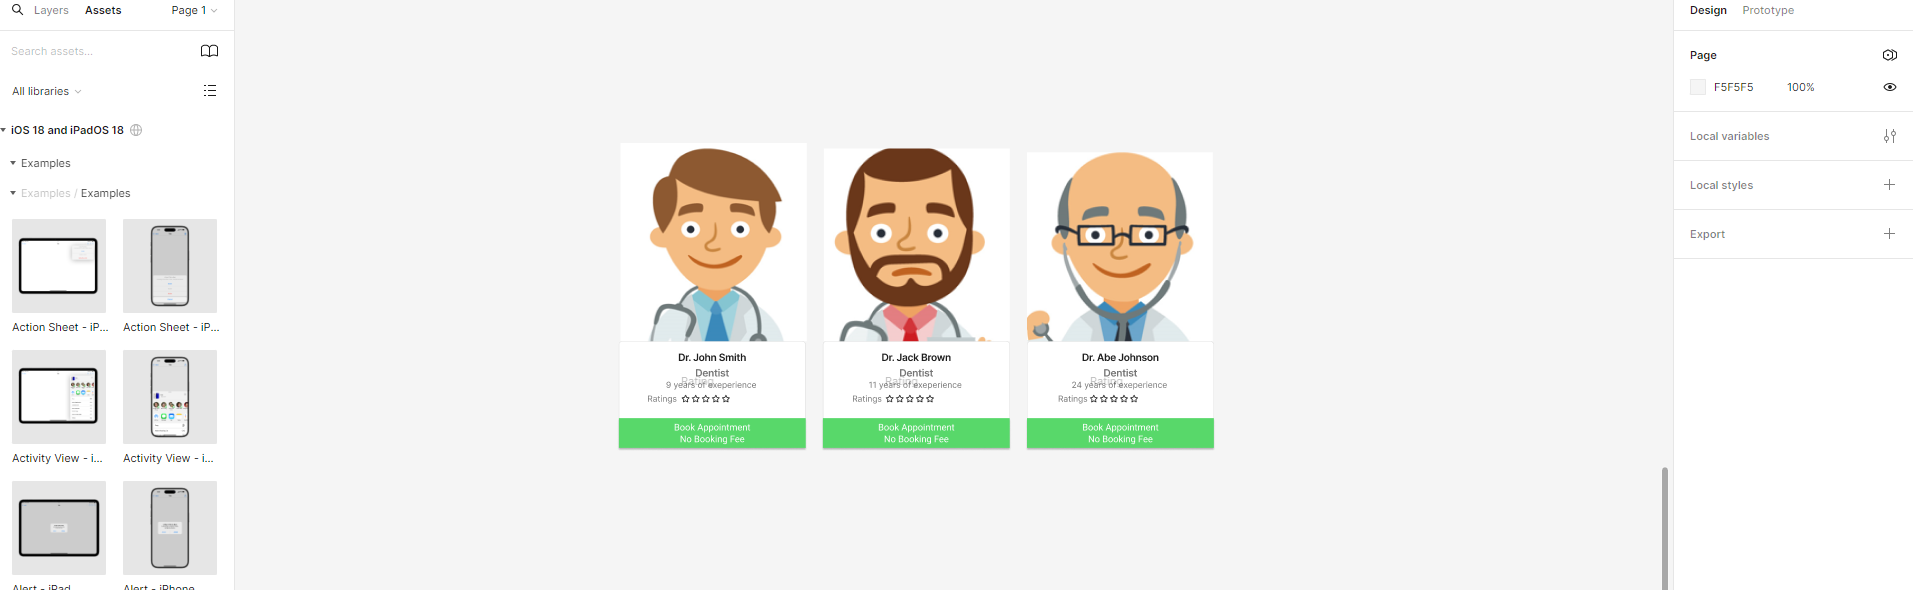 Layers Assets Page 1
Search assets...
All libraries
iOS 18 and iPadOS 18
Examples
Examples / Examples
Action Sheet - iP... Action Sheet - iP...
Activity View - i... Activity View - i...
Alert - iPad Alert - iPhone
Dr. John Smith
Dentist
Rating
9 years of exeperience
Ratings
Book Appointment
No Booking Fee
Dr. Jack Brown
Dentist
Rating
11 years of exeperience
Ratings
Book Appointment
No Booking Fee
Dr. Abe Johnson
Dentist
Rating
24 years of exeperience
Ratings
Book Appointment
No Booking Fee
Design Prototype
Page
F5F5F5 100%
Local variables
Local styles
Export